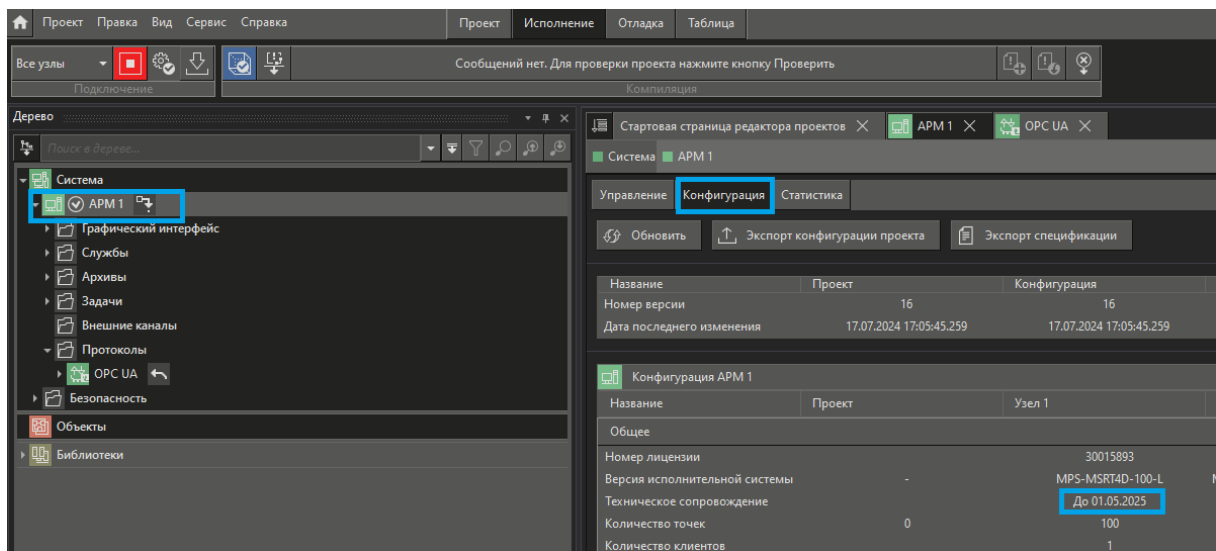 Проект Правка Вид Сервис Справка Проект Исполнение Отладка Таблица
Все узлы Сообщений нет. Для проверки проекта нажмите кнопку Проверить
Подключение Компиляция
Дерево
Поиск в дереве...
Система
АРМ 1
Графический интерфейс
Службы
Архивы
Задачи
Внешние каналы
Протоколы
OPC UA
Безопасность
Объекты
Библиотеки
Стартовая страница редактора проектов АРМ 1 OPC UA
Система АРМ 1
Управление Конфигурация Статистика
Обновить Экспорт конфигурации проекта Экспорт спецификации
Название Проект Конфигурация
Номер версии 16 16
Дата последнего изменения 17.07.2024 17:05:45.259 17.07.2024 17:05:45.259
Конфигурация АРМ 1
Название Проект Узел 1
Общее
Номер лицензии 30015893
Версия исполнительной системы - MPS-MSRT4D-100-L
Техническое сопровождение До 01.05.2025
Количество точек 0 100
Количество клиентов 1